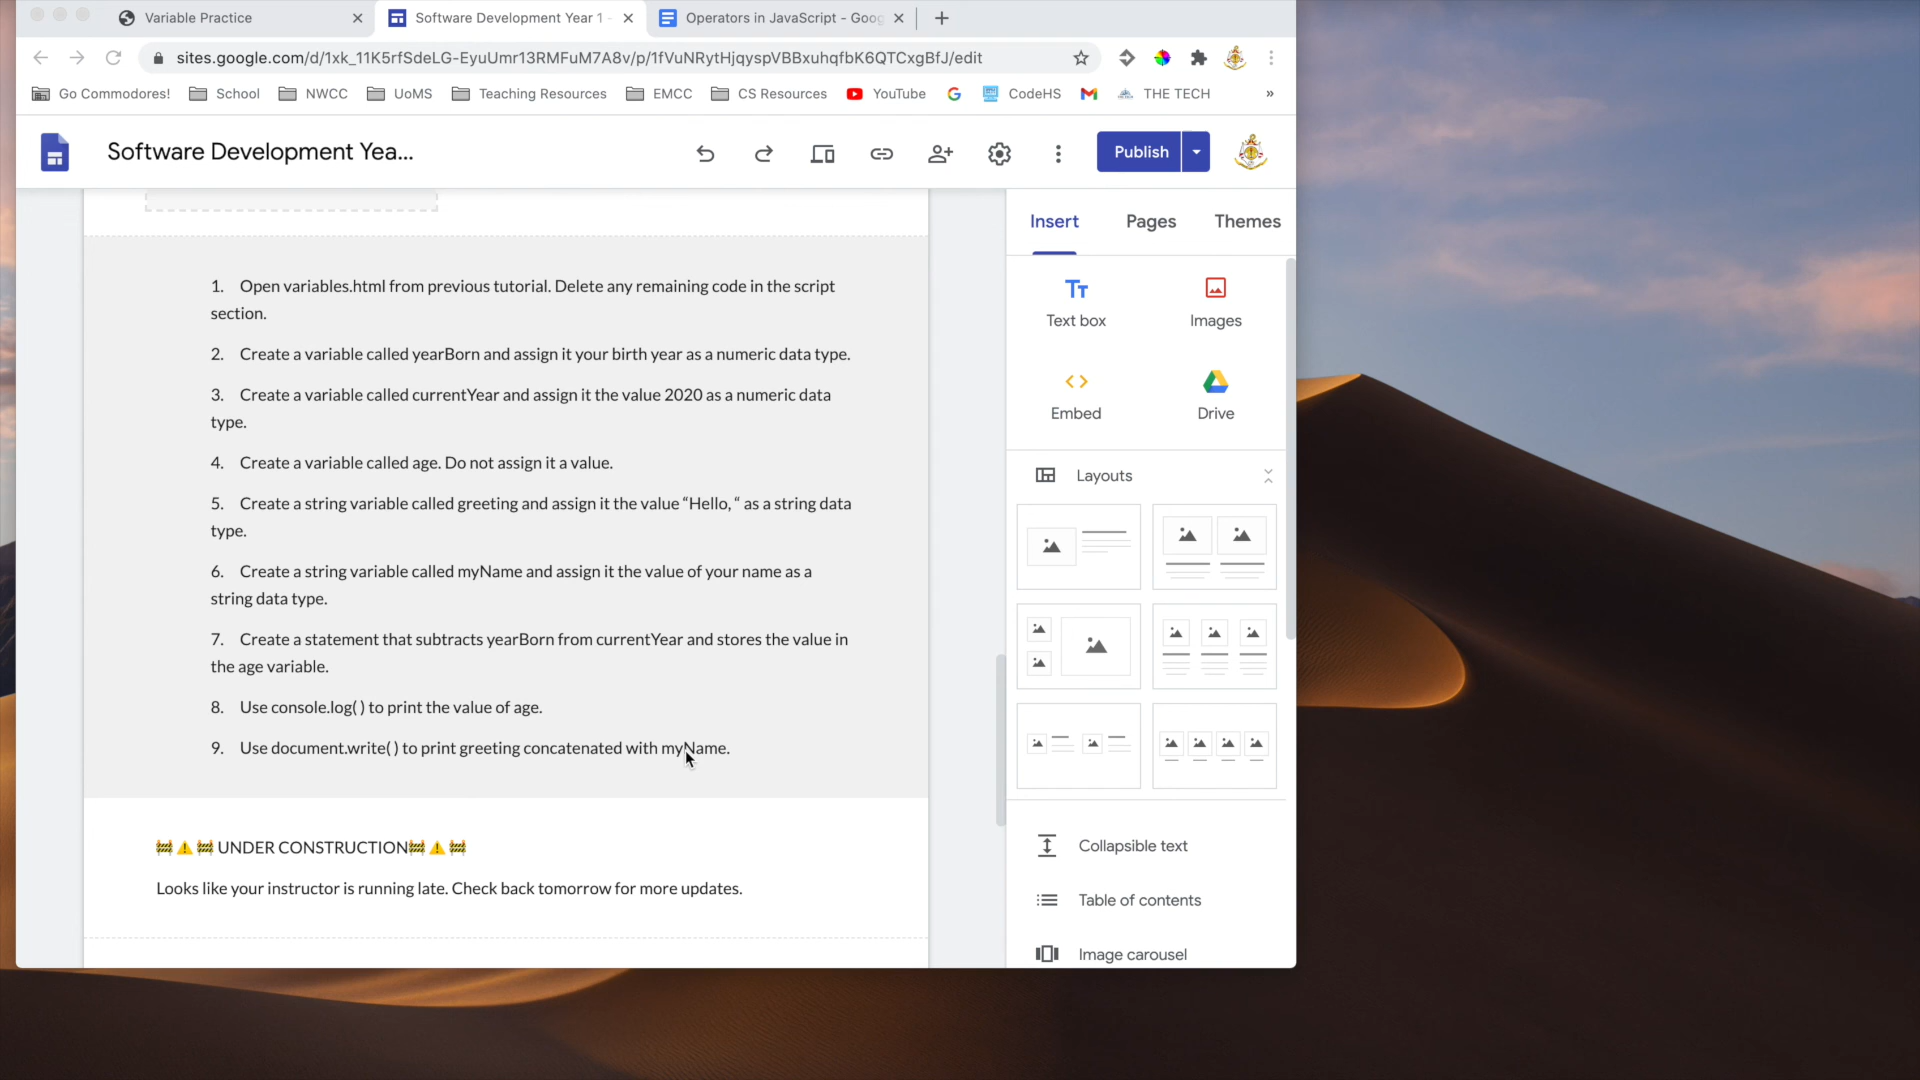 Variable Practice
Software Development Year 1 -
Operators in JavaScript - Goog
sites.google.com/d/1xk_11K5rfSdeLG-EyuUmr13RMFuM7A8v/p/1fVuNRytHjqyspVBBxuhqfbK6QTCxgBfJ/edit
Go Commodores!
School
NWCC
UoMS
Teaching Resources
EMCC
CS Resources
YouTube
CodeHS
THE TECH
»
Software Development Yea...
Publish
Insert
Pages
Themes
1. Open variables.html from previous tutorial. Delete any remaining code in the script
section.
2. Create a variable called yearBorn and assign it your birth year as a numeric data type.
3. Create a variable called currentYear and assign it the value 2020 as a numeric data
type.
4. Create a variable called age. Do not assign it a value.
5. Create a string variable called greeting and assign it the value “Hello, “ as a string data
type.
6. Create a string variable called myName and assign it the value of your name as a
string data type.
7. Create a statement that subtracts yearBorn from currentYear and stores the value in
the age variable.
8. Use console.log( ) to print the value of age.
9. Use document.write( ) to print greeting concatenated with myName.
🚧⚠️🚧 UNDER CONSTRUCTION🚧⚠️🚧
Looks like your instructor is running late. Check back tomorrow for more updates.
Tт
Text box
Images
Embed
Drive
Layouts
Collapsible text
Table of contents
Image carousel